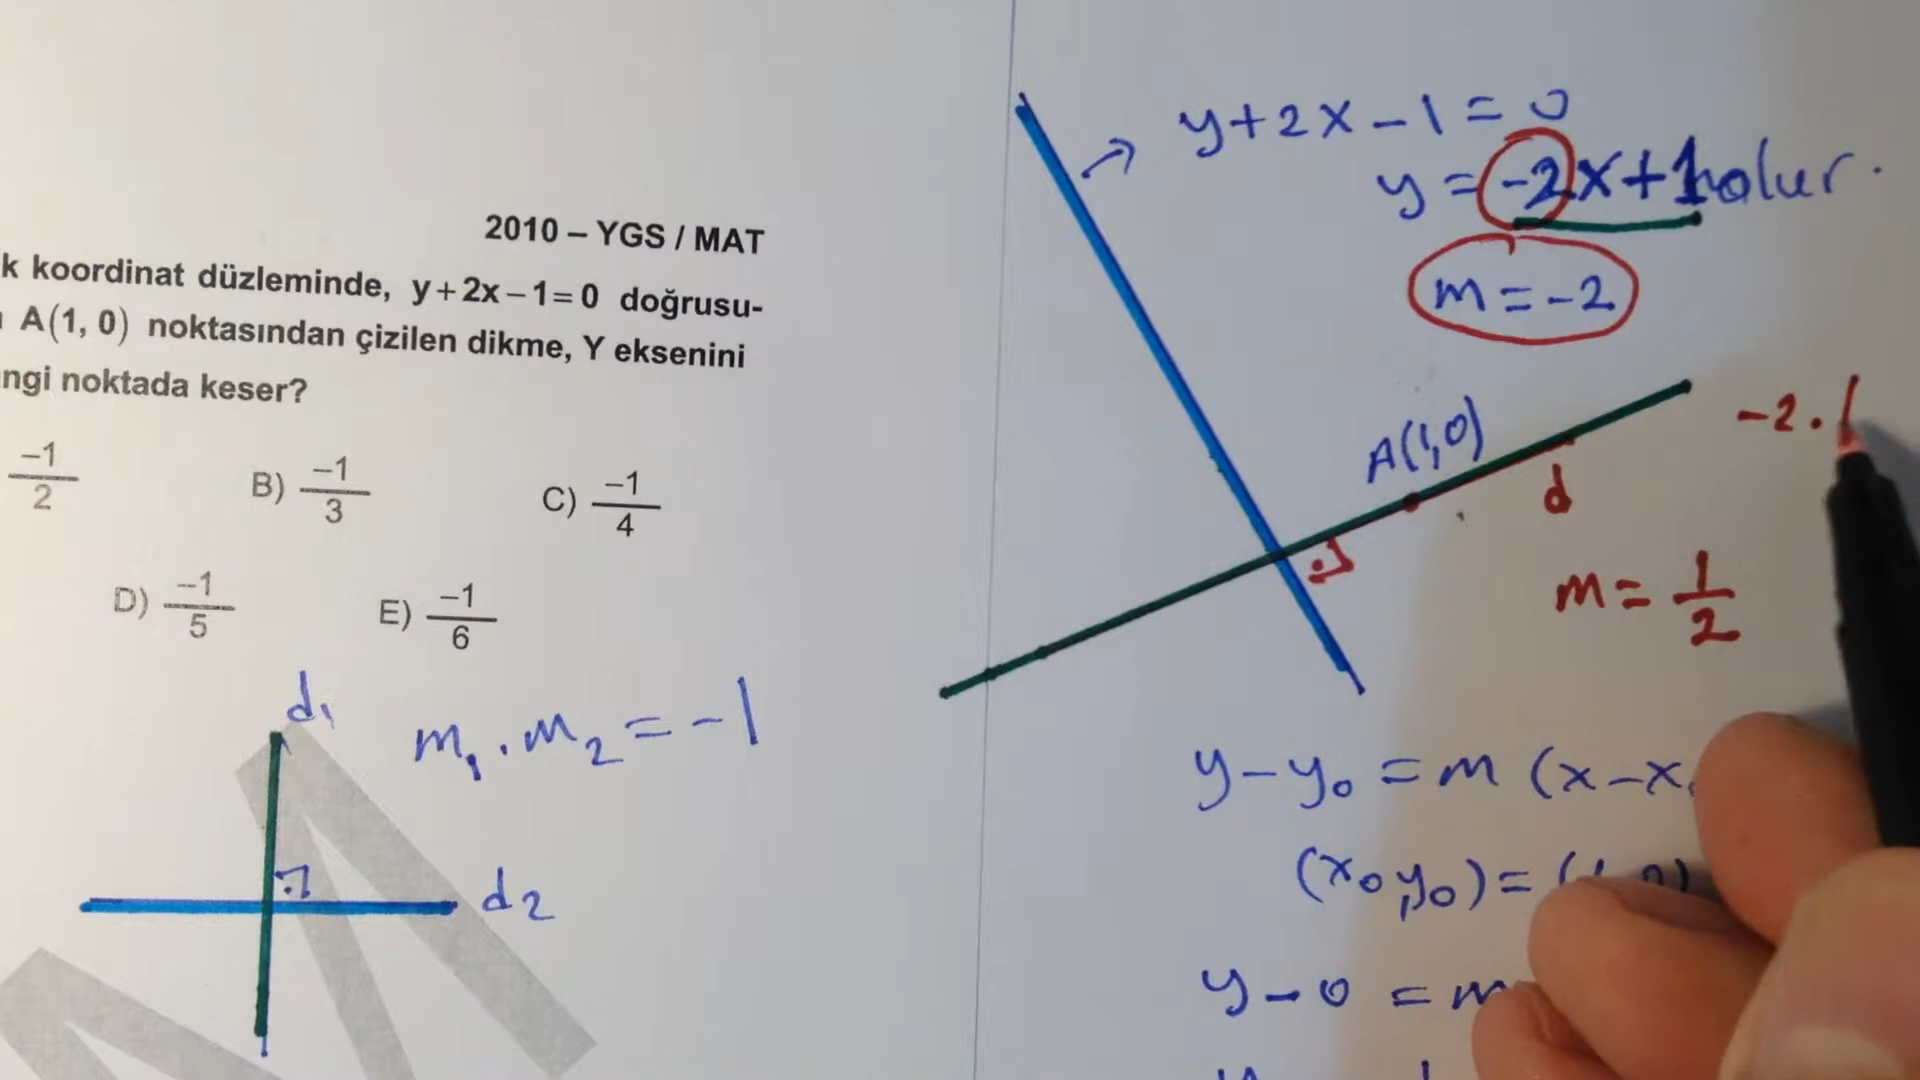 2010 – YGS / MAT
k koordinat düzleminde, y+2x–1=0 doğrusu-
A(1, 0) noktasından çizilen dikme, Y eksenini
ngi noktada keser?
–1/2 B) –1/3 C) –1/4
D) –1/5 E) –1/6
d₁
m₁ . m₂ = -1
d₂
y+2x-1=0
y=-2x+1 olur.
m=-2
A(1,0)
d
-2.
m=1/2
y-y₀=m(x-x
(x₀,y₀)=(
y-0=m